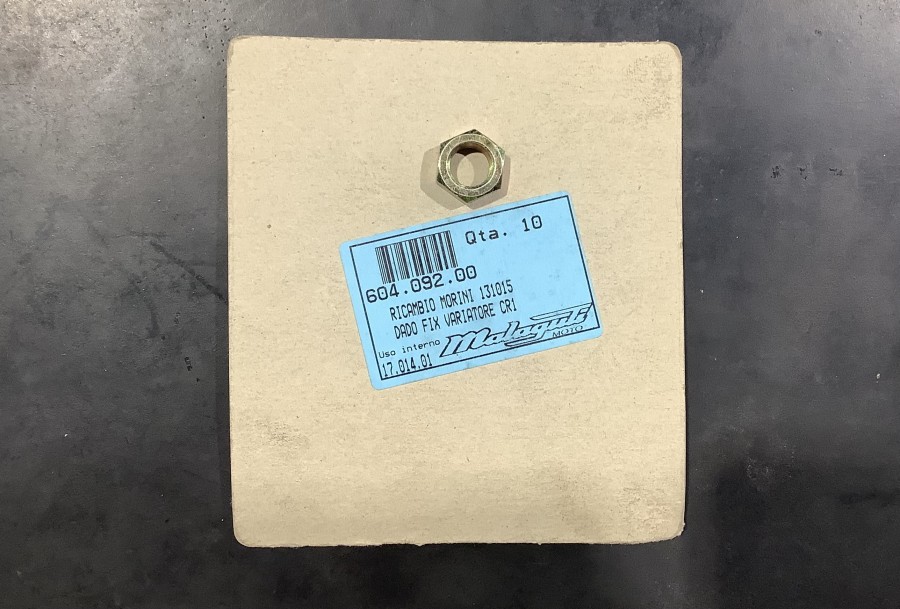 Qta. 10
604.092.00
RICAMBIO MORINI 131015
DADO FIX VARIATORE CR1
Uso interno
Malaguti
MOTO
17.014.01